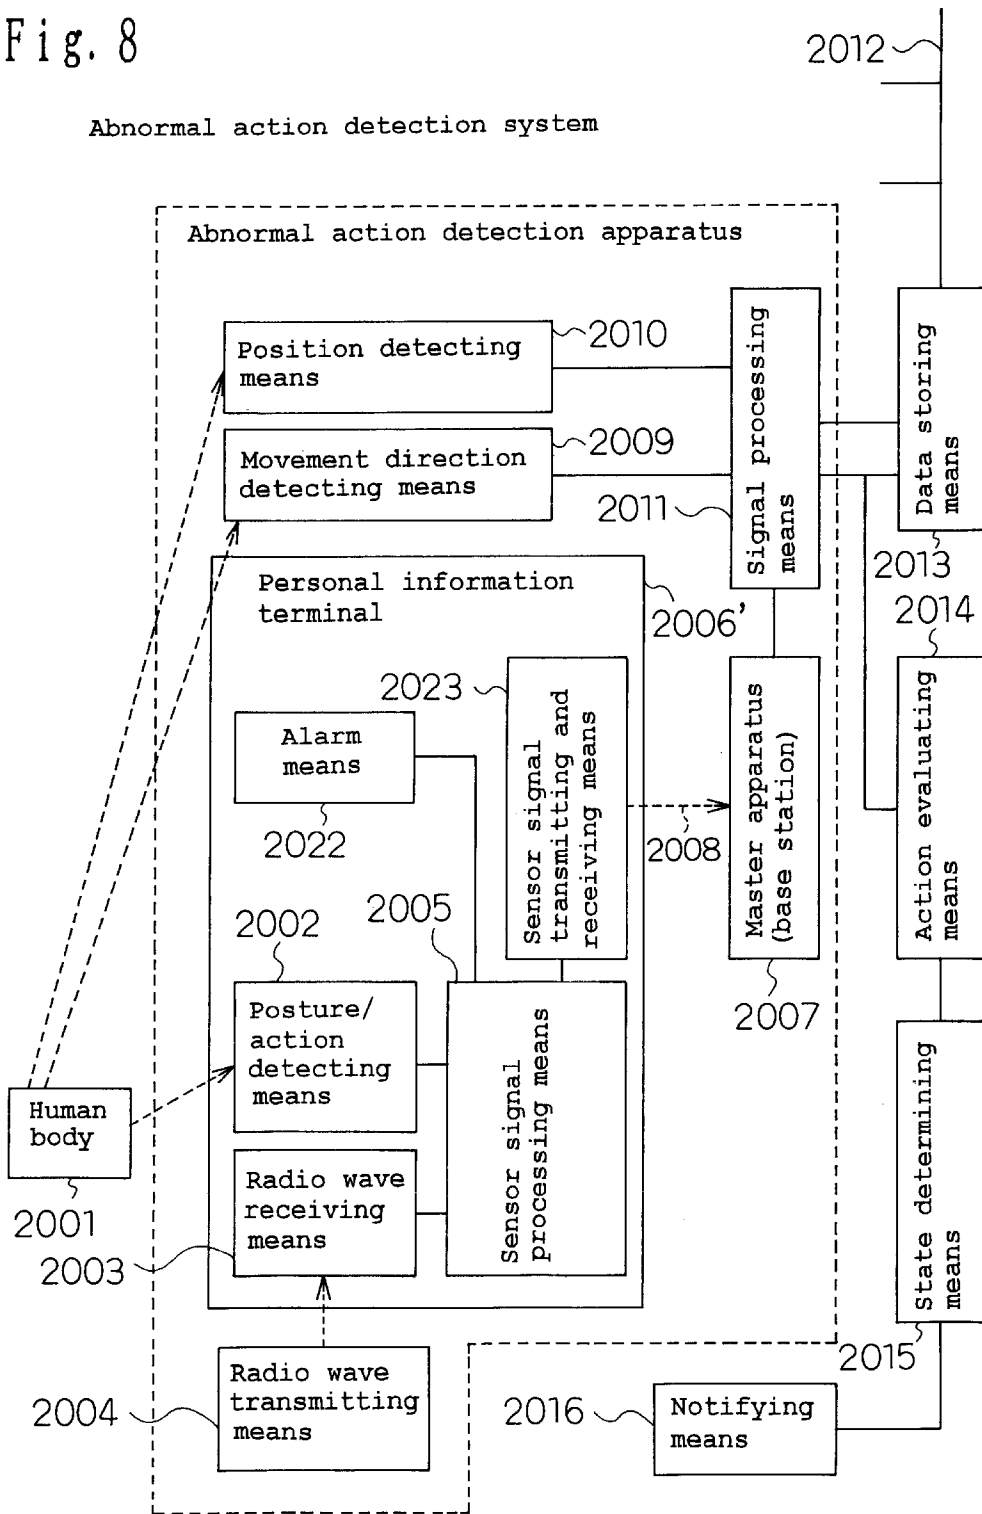 Fig. 8
2012
Abnormal action detection system
Abnormal action detection apparatus
Position detecting
means
2010
Movement direction
detecting means
2009
Signal processing
means
2011
Data storing
means
2013
Personal information
terminal
2006'
2014
2023
Alarm
means
2022
Sensor signal
transmitting and
receiving means
2008
Master apparatus
(base station)
2007
Action evaluating
means
2002
2005
Posture/
action
detecting
means
Sensor signal
processing means
Human
body
2001
Radio wave
receiving
means
2003
State determining
means
2015
Radio wave
transmitting
means
2004
2016
Notifying
means